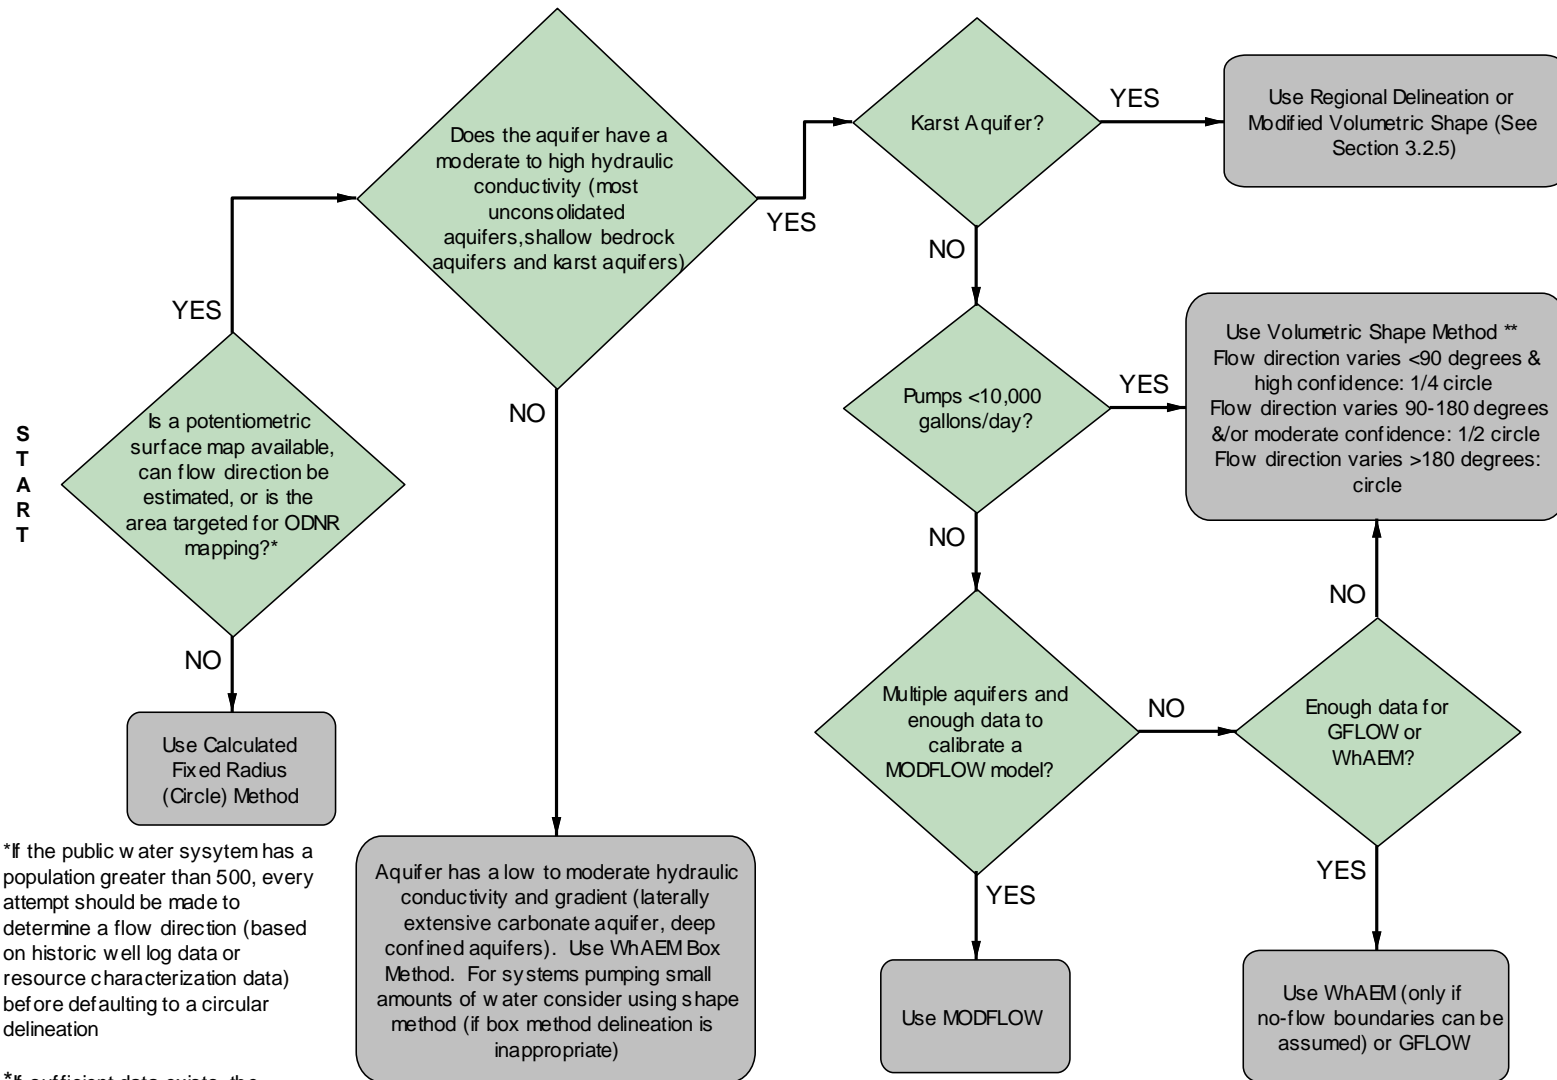 S
T
A
R
T
Is a potentiometric
surface map available,
can flow direction be
estimated, or is the
area targeted for ODNR
mapping?*
YES
NO
Use Calculated
Fixed Radius
(Circle) Method
Does the aquifer have a
moderate to high hydraulic
conductivity (most
unconsolidated
aquifers,shallow bedrock
aquifers and karst aquifers)
YES
NO
Aquifer has a low to moderate hydraulic
conductivity and gradient (laterally
extensive carbonate aquifer, deep
confined aquifers). Use WhAEM Box
Method. For systems pumping small
amounts of water consider using shape
method (if box method delineation is
inappropriate)
Karst Aquifer?
YES
Use Regional Delineation or
Modified Volumetric Shape (See
Section 3.2.5)
NO
Pumps <10,000
gallons/day?
YES
Use Volumetric Shape Method **
Flow direction varies <90 degrees &
high confidence: 1/4 circle
Flow direction varies 90-180 degrees
&/or moderate confidence: 1/2 circle
Flow direction varies >180 degrees:
circle
NO
Multiple aquifers and
enough data to
calibrate a
MODFLOW model?
NO
YES
Use MODFLOW
Enough data for
GFLOW or
WhAEM?
NO
YES
Use WhAEM (only if
no-flow boundaries can be
assumed) or GFLOW
*If the public water sysytem has a
population greater than 500, every
attempt should be made to
determine a flow direction (based
on historic well log data or
resource characterization data)
before defaulting to a circular
delineation
*If sufficient data exists, the